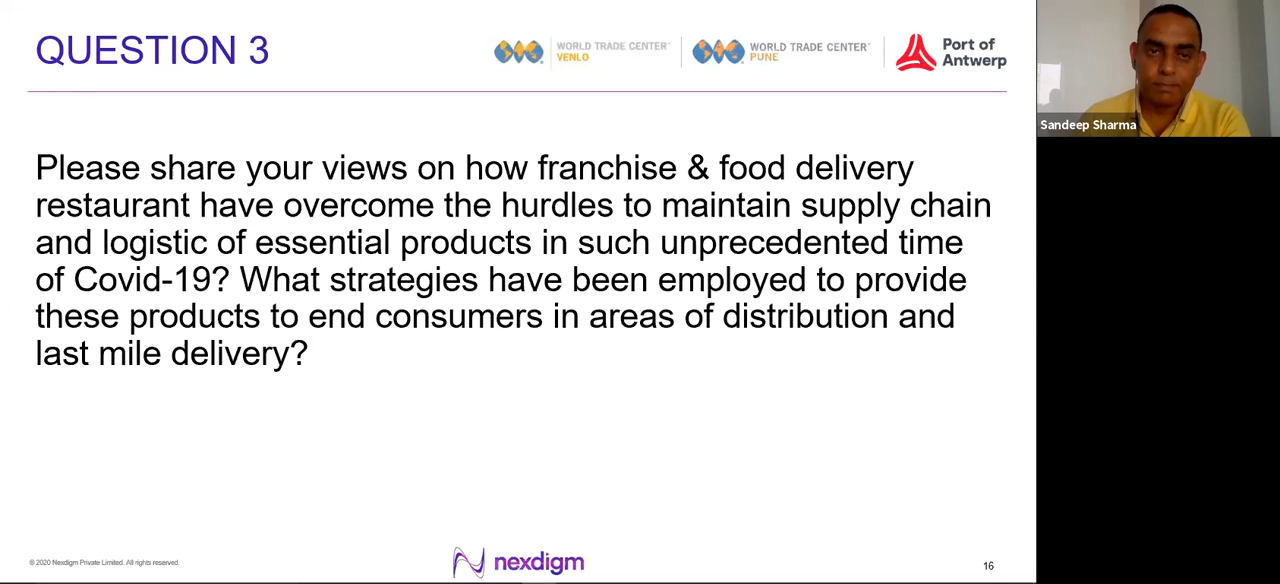 QUESTION 3
WORLD TRADE CENTER
VENLO
WORLD TRADE CENTER
PUNE
Port of
Antwerp
Sandeep Sharma
Please share your views on how franchise & food delivery
restaurant have overcome the hurdles to maintain supply chain
and logistic of essential products in such unprecedented time
of Covid-19? What strategies have been employed to provide
these products to end consumers in areas of distribution and
last mile delivery?
© 2020 Nexdigm Private Limited. All rights reserved.
nexdigm
16